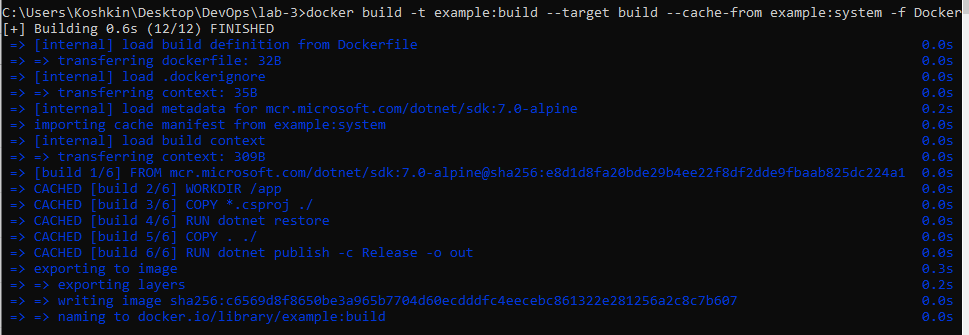 C:\Users\Koshkin\Desktop\DevOps\lab-3>docker build -t example:build --target build --cache-from example:system -f Docker
[+] Building 0.6s (12/12) FINISHED
=> [internal] load build definition from Dockerfile 0.0s
=> => transferring dockerfile: 32B 0.0s
=> [internal] load .dockerignore 0.0s
=> => transferring context: 35B 0.0s
=> [internal] load metadata for mcr.microsoft.com/dotnet/sdk:7.0-alpine 0.2s
=> importing cache manifest from example:system 0.0s
=> [internal] load build context 0.0s
=> => transferring context: 309B 0.0s
=> [build 1/6] FROM mcr.microsoft.com/dotnet/sdk:7.0-alpine@sha256:e8d1d8fa20bde29b4ee22f8df2dde9fbaab825dc224a1 0.0s
=> CACHED [build 2/6] WORKDIR /app 0.0s
=> CACHED [build 3/6] COPY *.csproj ./ 0.0s
=> CACHED [build 4/6] RUN dotnet restore 0.0s
=> CACHED [build 5/6] COPY . ./ 0.0s
=> CACHED [build 6/6] RUN dotnet publish -c Release -o out 0.0s
=> exporting to image 0.3s
=> => exporting layers 0.2s
=> => writing image sha256:c6569d8f8650be3a965b7704d60ecdddfc4eecebc861322e281256a2c8c7b607 0.0s
=> => naming to docker.io/library/example:build 0.0s